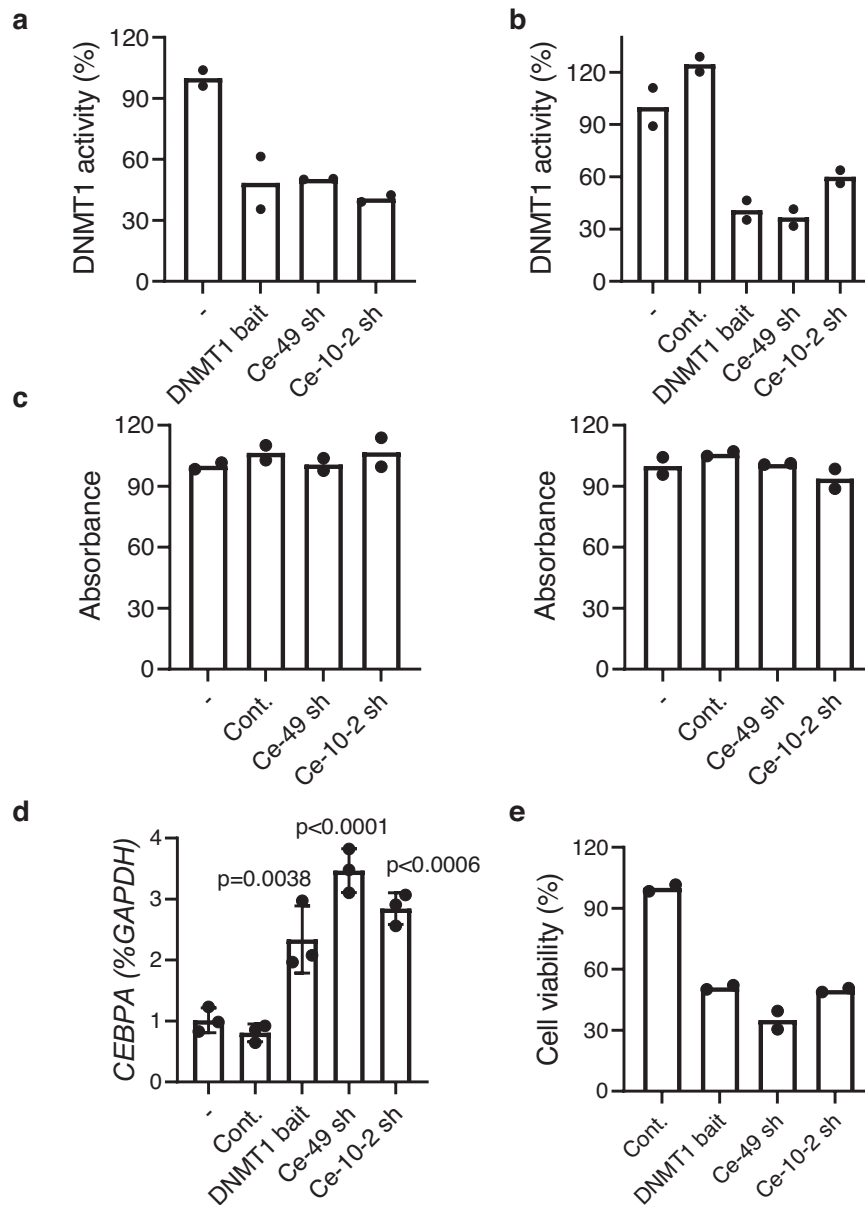 a
DNMT1 activity (%)
120
90
60
30
0
-
DNMT1 bait
Ce-49 sh
Ce-10-2 sh
b
DNMT1 activity (%)
120
90
60
30
0
-
Cont.
DNMT1 bait
Ce-49 sh
Ce-10-2 sh
c
Absorbance
120
90
60
30
0
-
Cont.
Ce-49 sh
Ce-10-2 sh
Absorbance
120
90
60
30
0
-
Cont.
Ce-49 sh
Ce-10-2 sh
d
CEBPA (%GAPDH)
4
3
2
1
0
p=0.0038
p<0.0001
p<0.0006
-
Cont.
DNMT1 bait
Ce-49 sh
Ce-10-2 sh
e
Cell viability (%)
120
90
60
30
0
Cont.
DNMT1 bait
Ce-49 sh
Ce-10-2 sh